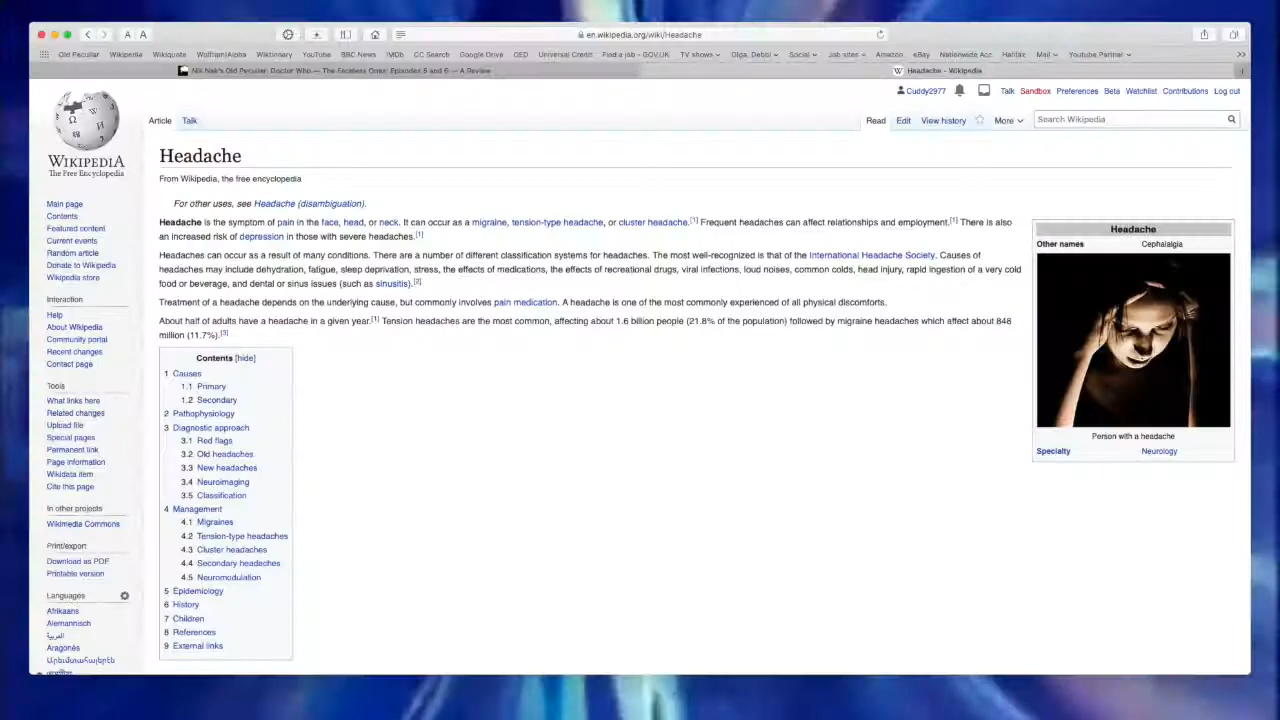 en.wikipedia.org/wiki/Headache
Old Peculiar Wikipedia Wikiquote Wolfram|Alpha Wiktionary YouTube BBC News IMDb CC Search Google Drive OED Universal Credit Find a job - GOV.UK TV shows Olga, Debbi Social Job sites Amazon eBay Nationwide Acc Halifax Mail Youtube Partner
Nik Nak's Old Peculiar: Doctor Who — The Faceless Ones: Episodes 5 and 6 — A Review
Headache - Wikipedia
Cuddy2977 Talk Sandbox Preferences Beta Watchlist Contributions Log out
Article Talk Read Edit View history More Search Wikipedia
WIKIPEDIA
The Free Encyclopedia
Main page
Contents
Featured content
Current events
Random article
Donate to Wikipedia
Wikipedia store
Interaction
Help
About Wikipedia
Community portal
Recent changes
Contact page
Tools
What links here
Related changes
Upload file
Special pages
Permanent link
Page information
Wikidata item
Cite this page
In other projects
Wikimedia Commons
Print/export
Download as PDF
Printable version
Languages
Afrikaans
Alemannisch
العربية
Aragonés
Headache
From Wikipedia, the free encyclopedia
For other uses, see Headache (disambiguation).
Headache is the symptom of pain in the face, head, or neck. It can occur as a migraine, tension-type headache, or cluster headache.[1] Frequent headaches can affect relationships and employment.[1] There is also
an increased risk of depression in those with severe headaches.[1]
Headaches can occur as a result of many conditions. There are a number of different classification systems for headaches. The most well-recognized is that of the International Headache Society. Causes of
headaches may include dehydration, fatigue, sleep deprivation, stress, the effects of medications, the effects of recreational drugs, viral infections, loud noises, common colds, head injury, rapid ingestion of a very cold
food or beverage, and dental or sinus issues (such as sinusitis).[2]
Treatment of a headache depends on the underlying cause, but commonly involves pain medication. A headache is one of the most commonly experienced of all physical discomforts.
About half of adults have a headache in a given year.[1] Tension headaches are the most common, affecting about 1.6 billion people (21.8% of the population) followed by migraine headaches which affect about 848
million (11.7%).[3]
Contents [hide]
1 Causes
1.1 Primary
1.2 Secondary
2 Pathophysiology
3 Diagnostic approach
3.1 Red flags
3.2 Old headaches
3.3 New headaches
3.4 Neuroimaging
3.5 Classification
4 Management
4.1 Migraines
4.2 Tension-type headaches
4.3 Cluster headaches
4.4 Secondary headaches
4.5 Neuromodulation
5 Epidemiology
6 History
7 Children
8 References
9 External links
Headache
Other names Cephalalgia
Person with a headache
Specialty Neurology